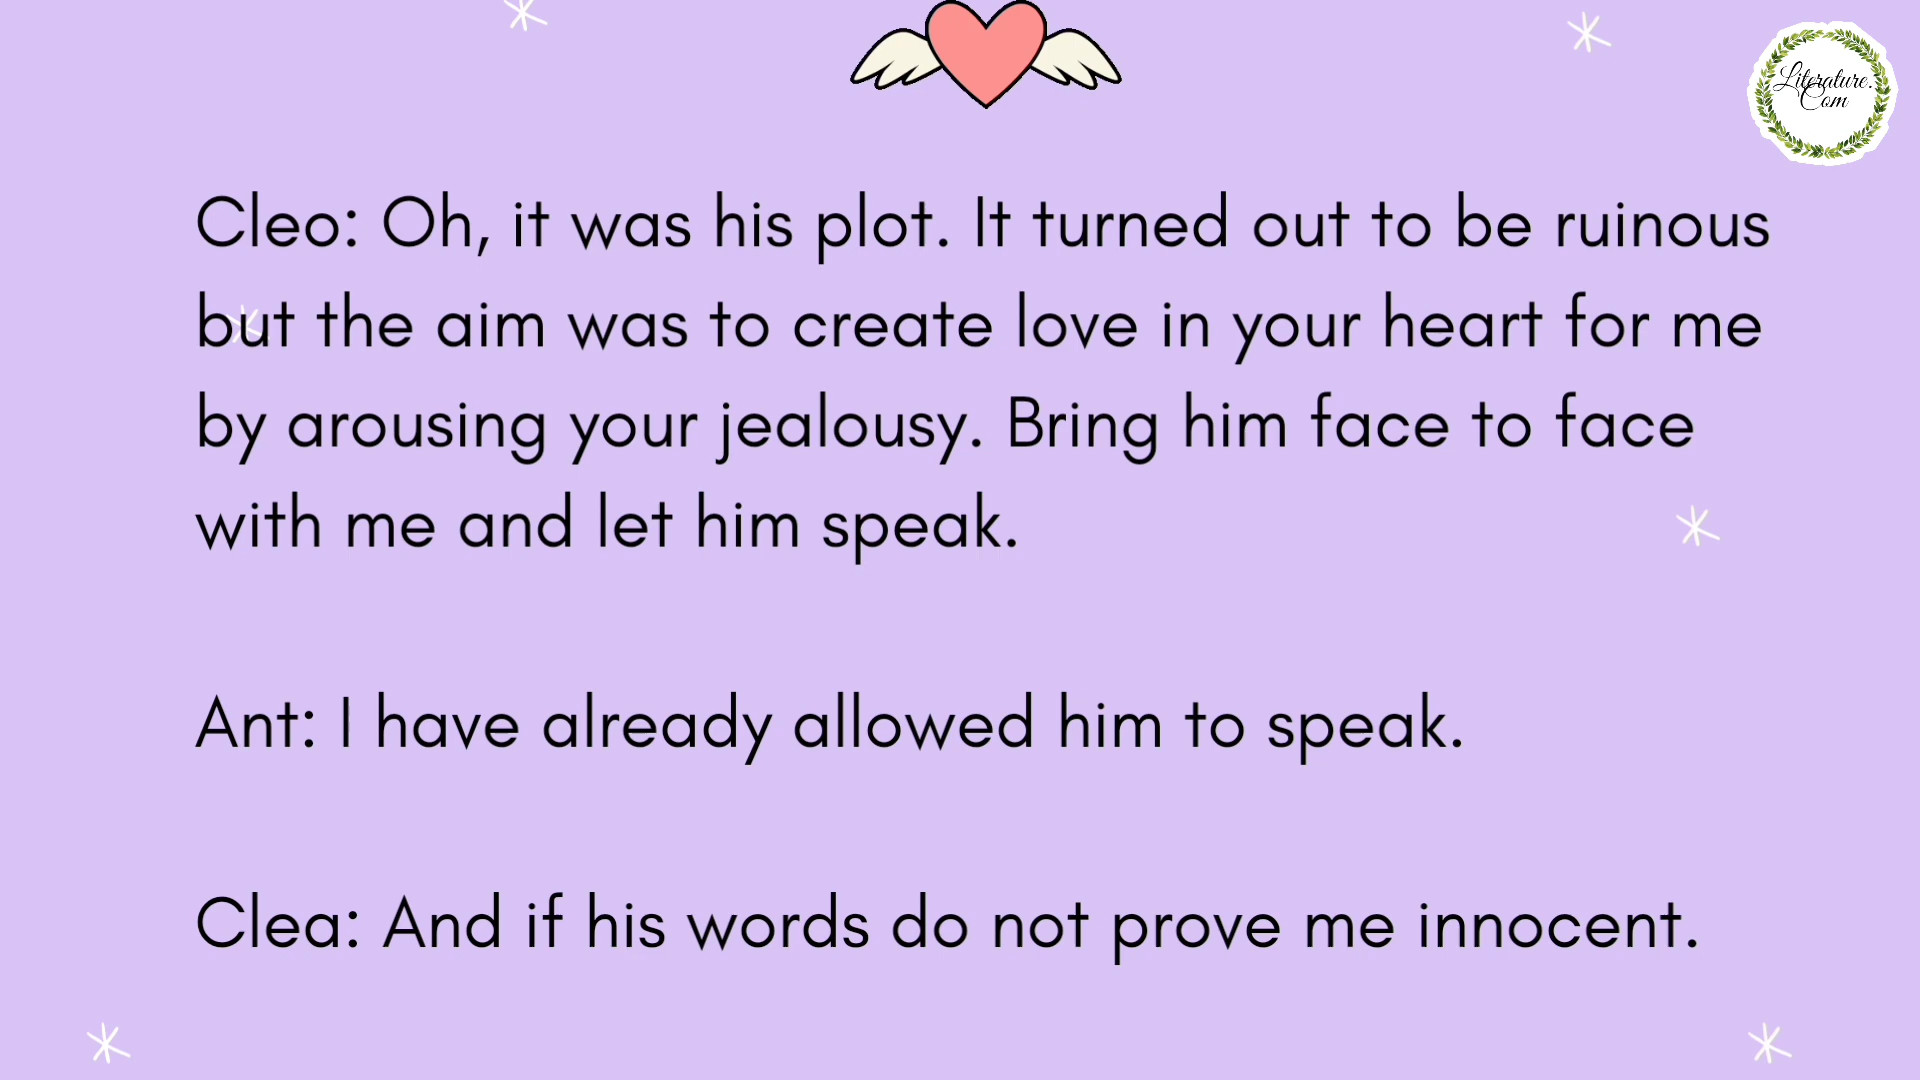 Literature.
Com
Cleo: Oh, it was his plot. It turned out to be ruinous
but the aim was to create love in your heart for me
by arousing your jealousy. Bring him face to face
with me and let him speak.
Ant: I have already allowed him to speak.
Clea: And if his words do not prove me innocent.